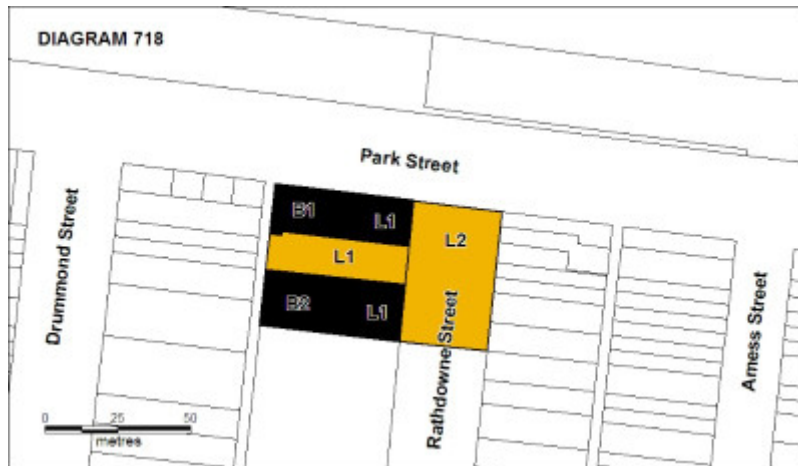 DIAGRAM 718
Park Street
B1 L1
L1
L2
B2 L1
Drummond Street
Rathdowne Street
Arness Street
0 25 50
metres